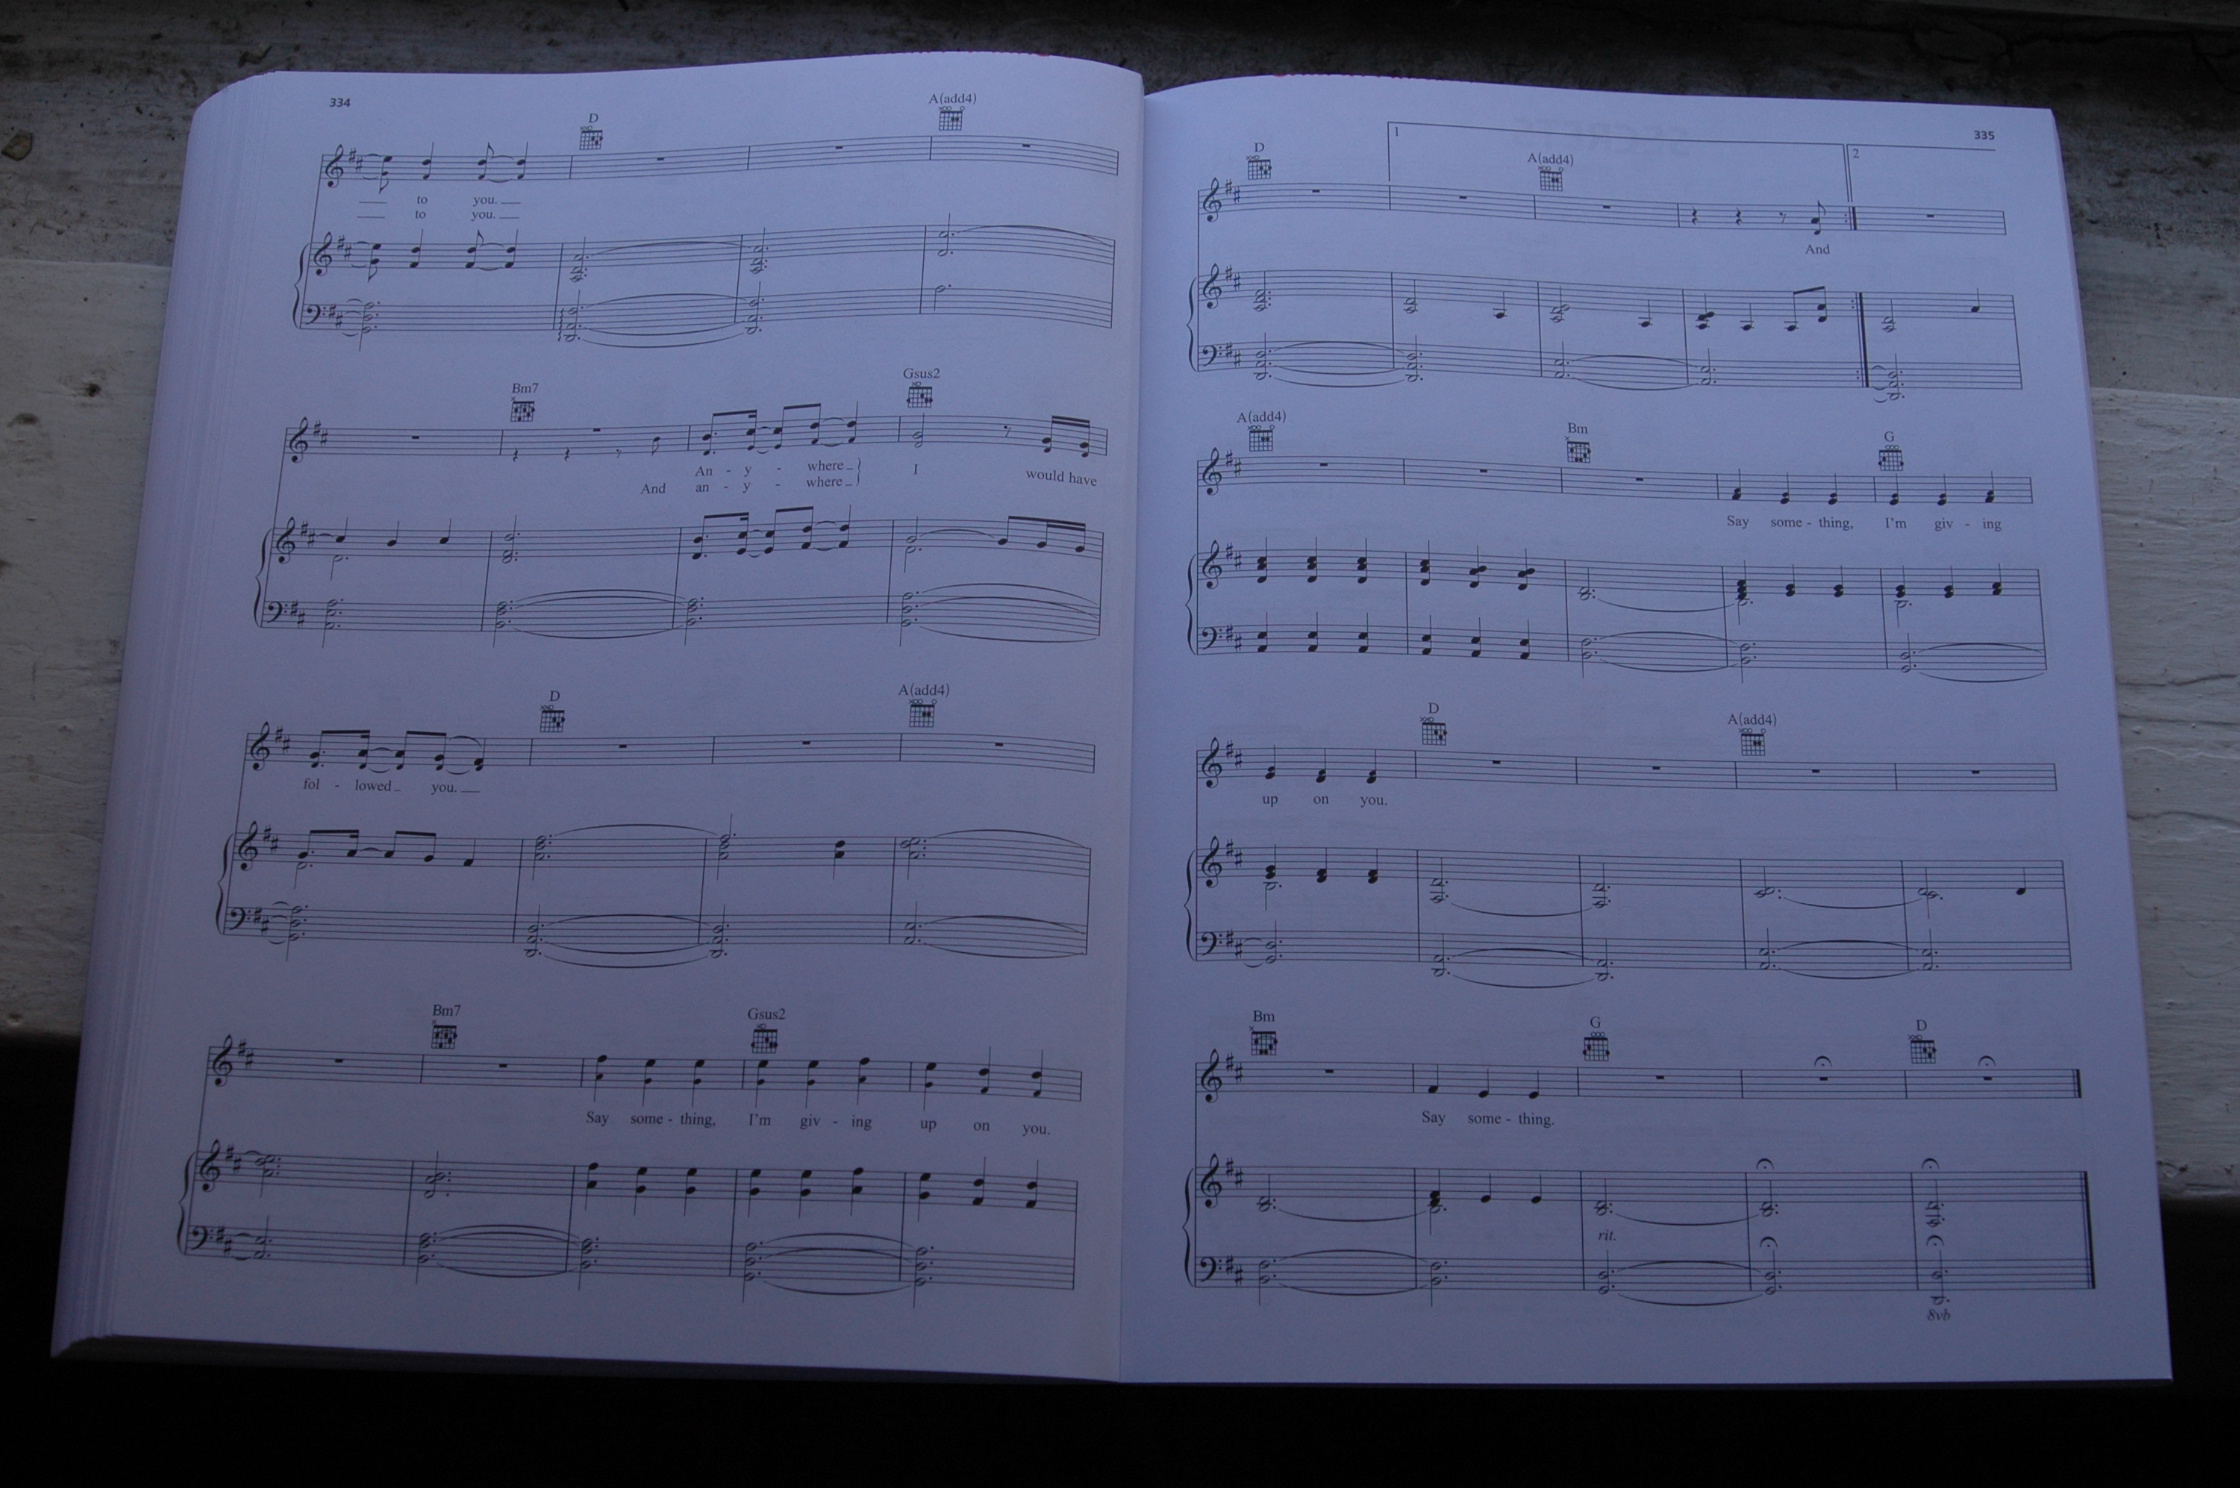 334
D A(add4)
to you.
to you.
Bm7 Gsus2
An - y - where I would have
And an - y - where
D A(add4)
fol - lowed you.
Bm7 Gsus2
Say some - thing, I'm giv - ing up on you.
335
1 2
D A(add4)
And
A(add4) Bm G
Say some - thing, I'm giv - ing
D A(add4)
up on you.
Bm G D
Say some - thing.
rit.
8vb